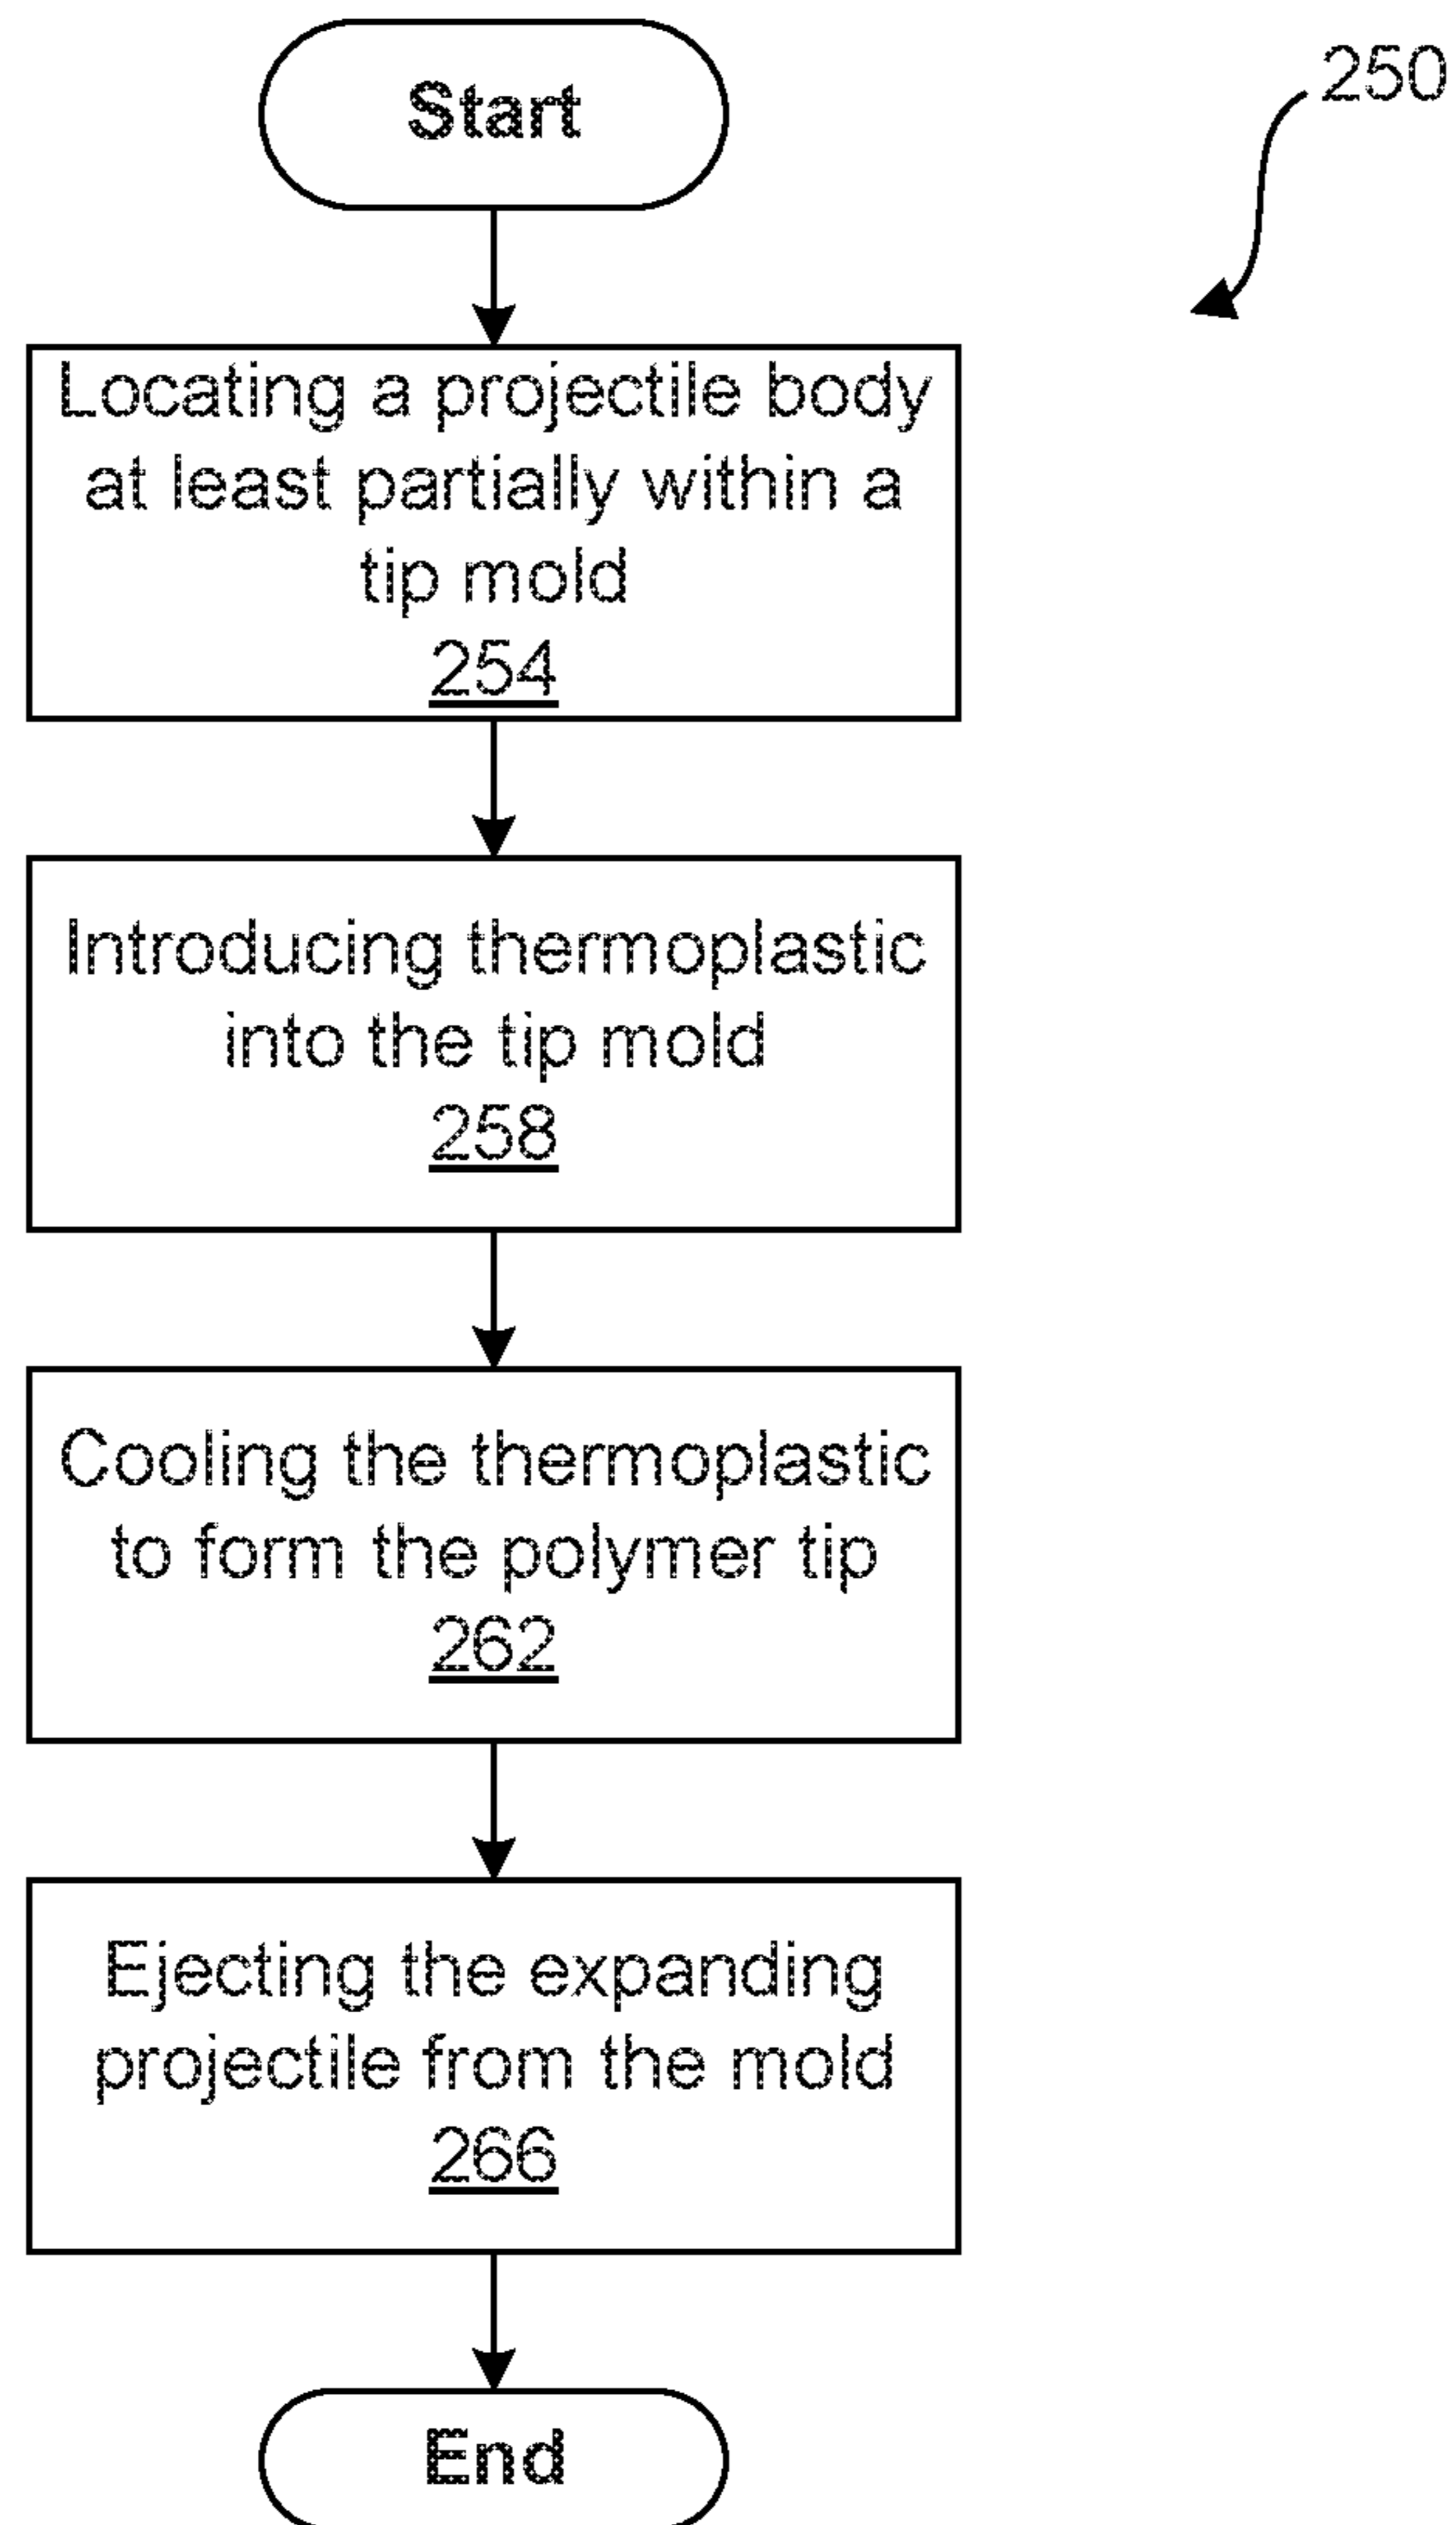 Start
250
Locating a projectile body
at least partially within a
tip mold
254
Introducing thermoplastic
into the tip mold
258
Cooling the thermoplastic
to form the polymer tip
262
Ejecting the expanding
projectile from the mold
266
End